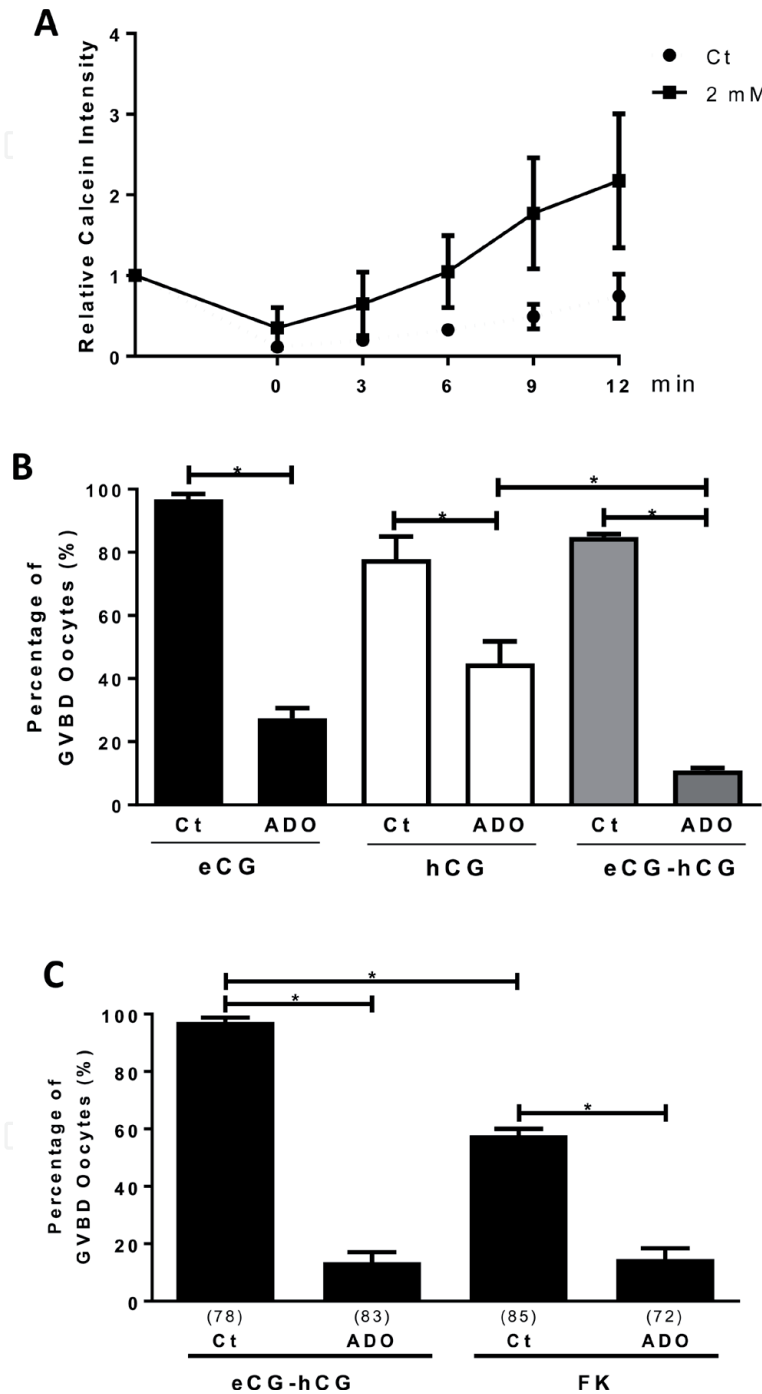 A
Relative Calcein Intensity
4
3
2
1
0
0 3 6 9 12 min
Ct
2 mM
B
Percentage of
GVBD Oocytes (%)
100
80
60
40
20
0
* * * *
Ct ADO Ct ADO Ct ADO
eCG hCG eCG-hCG
C
Percentage of
GVBD Oocytes (%)
100
80
60
40
20
0
* * *
(78) (83) (85) (72)
Ct ADO Ct ADO
eCG-hCG FK